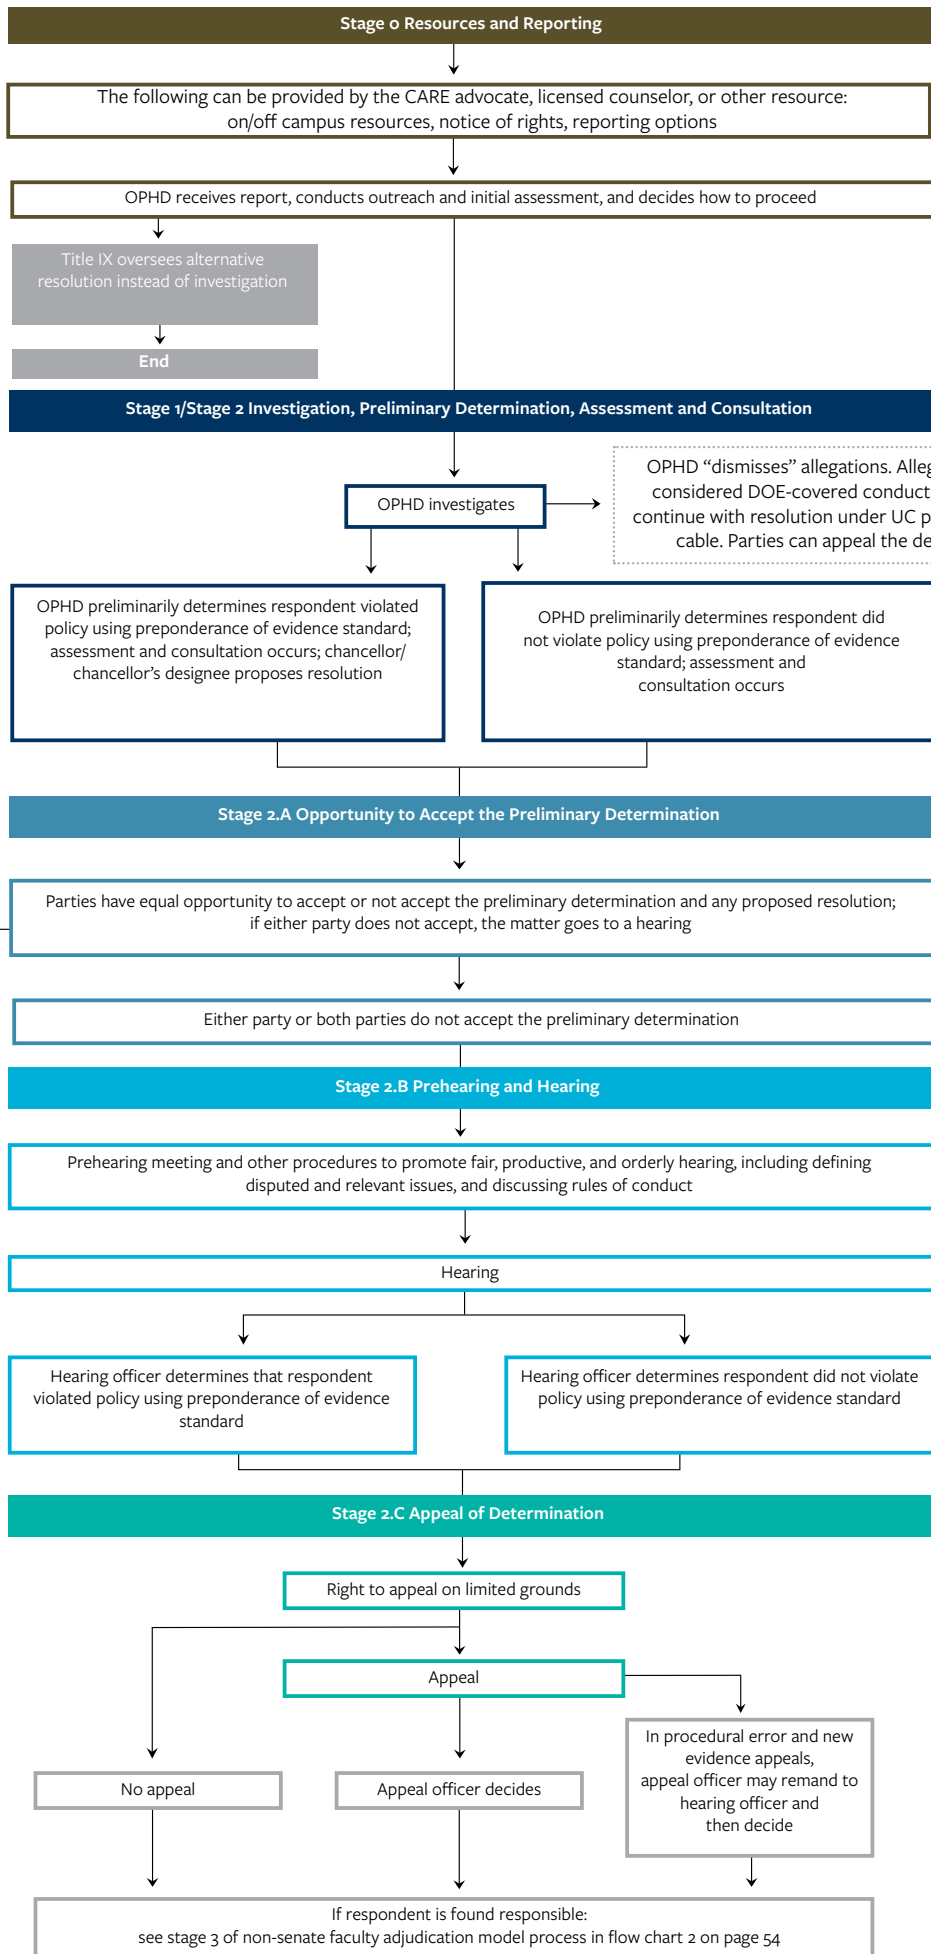 Stage 0 Resources and Reporting
The following can be provided by the CARE advocate, licensed counselor, or other resource:
on/off campus resources, notice of rights, reporting options
OPHD receives report, conducts outreach and initial assessment, and decides how to proceed
Title IX oversees alternative
resolution instead of investigation
End
Stage 1/Stage 2 Investigation, Preliminary Determination, Assessment and Consultation
OPHD investigates
OPHD “dismisses” allegations.
considered DOE-covered conduct
continue with resolution under UC
cable. Parties can appeal the
OPHD preliminarily determines respondent violated
policy using preponderance of evidence standard;
assessment and consultation occurs; chancellor/
chancellor’s designee proposes resolution
OPHD preliminarily determines respondent did
not violate policy using preponderance of evidence
standard; assessment and
consultation occurs
Stage 2.A Opportunity to Accept the Preliminary Determination
Parties have equal opportunity to accept or not accept the preliminary determination and any proposed resolution;
if either party does not accept, the matter goes to a hearing
Either party or both parties do not accept the preliminary determination
Stage 2.B Prehearing and Hearing
Prehearing meeting and other procedures to promote fair, productive, and orderly hearing, including defining
disputed and relevant issues, and discussing rules of conduct
Hearing
Hearing officer determines that respondent
violated policy using preponderance of evidence
standard
Hearing officer determines respondent did not violate
policy using preponderance of evidence standard
Stage 2.C Appeal of Determination
Right to appeal on limited grounds
Appeal
No appeal
Appeal officer decides
In procedural error and new
evidence appeals,
appeal officer may remand to
hearing officer and
then decide
If respondent is found responsible:
see stage 3 of non-senate faculty adjudication model process in flow chart 2 on page 54